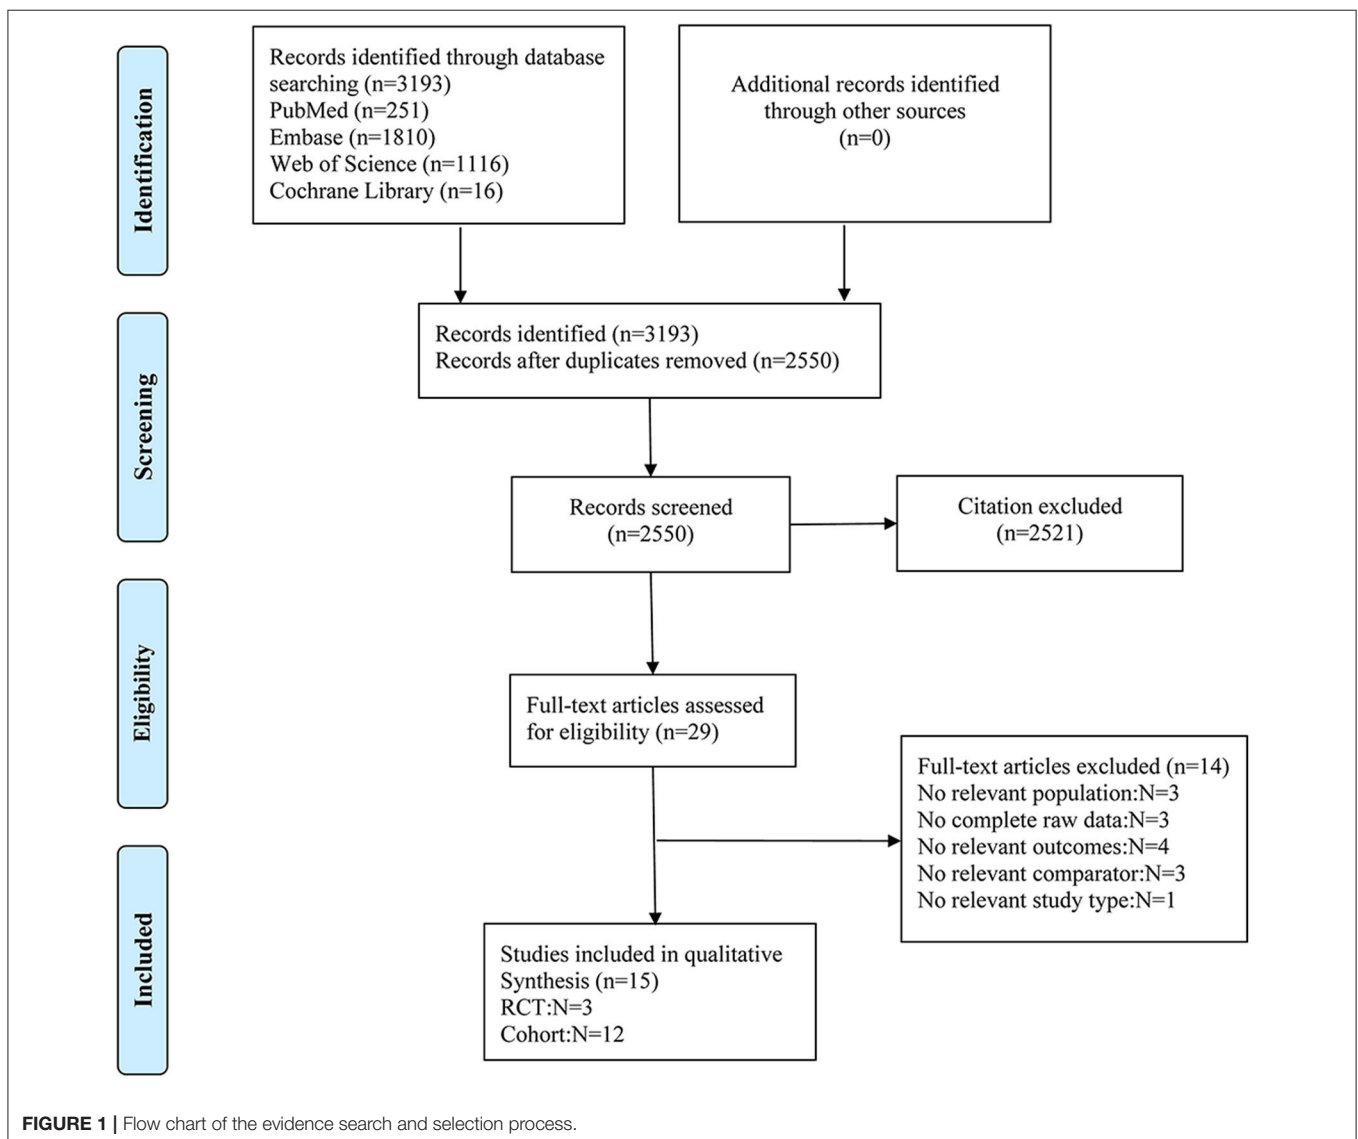 Identification
Records identified through database
searching (n=3193)
PubMed (n=251)
Embase (n=1810)
Web of Science (n=1116)
Cochrane Library (n=16)
Additional records identified
through other sources
(n=0)
Screening
Records identified (n=3193)
Records after duplicates removed (n=2550)
Records screened
(n=2550)
Citation excluded
(n=2521)
Eligibility
Full-text articles assessed
for eligibility (n=29)
Full-text articles excluded (n=14)
No relevant population:N=3
No complete raw data:N=3
No relevant outcomes:N=4
No relevant comparator:N=3
No relevant study type:N=1
Included
Studies included in qualitative
Synthesis (n=15)
RCT:N=3
Cohort:N=12
FIGURE 1 | Flow chart of the evidence search and selection process.